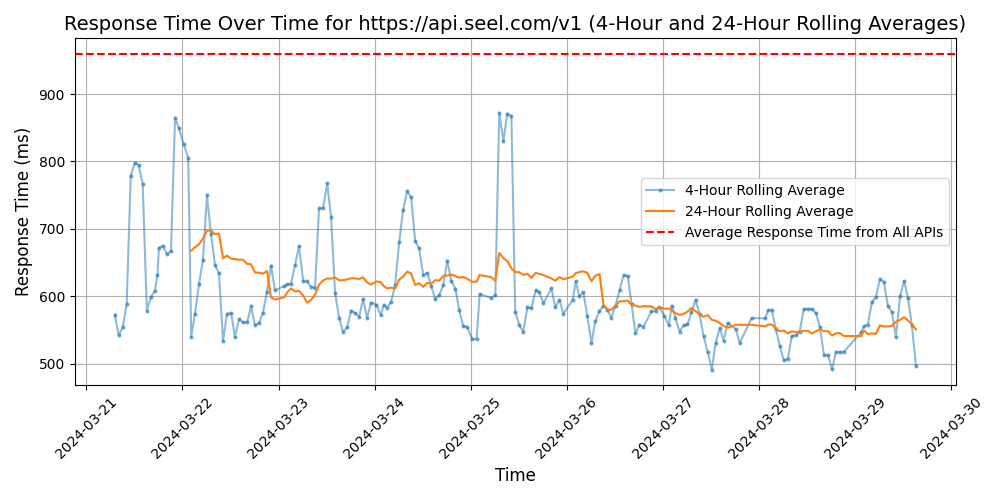 Response Time Over Time for https://api.seel.com/v1 (4-Hour and 24-Hour Rolling Averages)
Response Time (ms)
900
800
700
600
500
4-Hour Rolling Average
24-Hour Rolling Average
Average Response Time from All APIs
2024-03-21
2024-03-22
2024-03-23
2024-03-24
2024-03-25
2024-03-26
2024-03-27
2024-03-28
2024-03-29
2024-03-30
Time